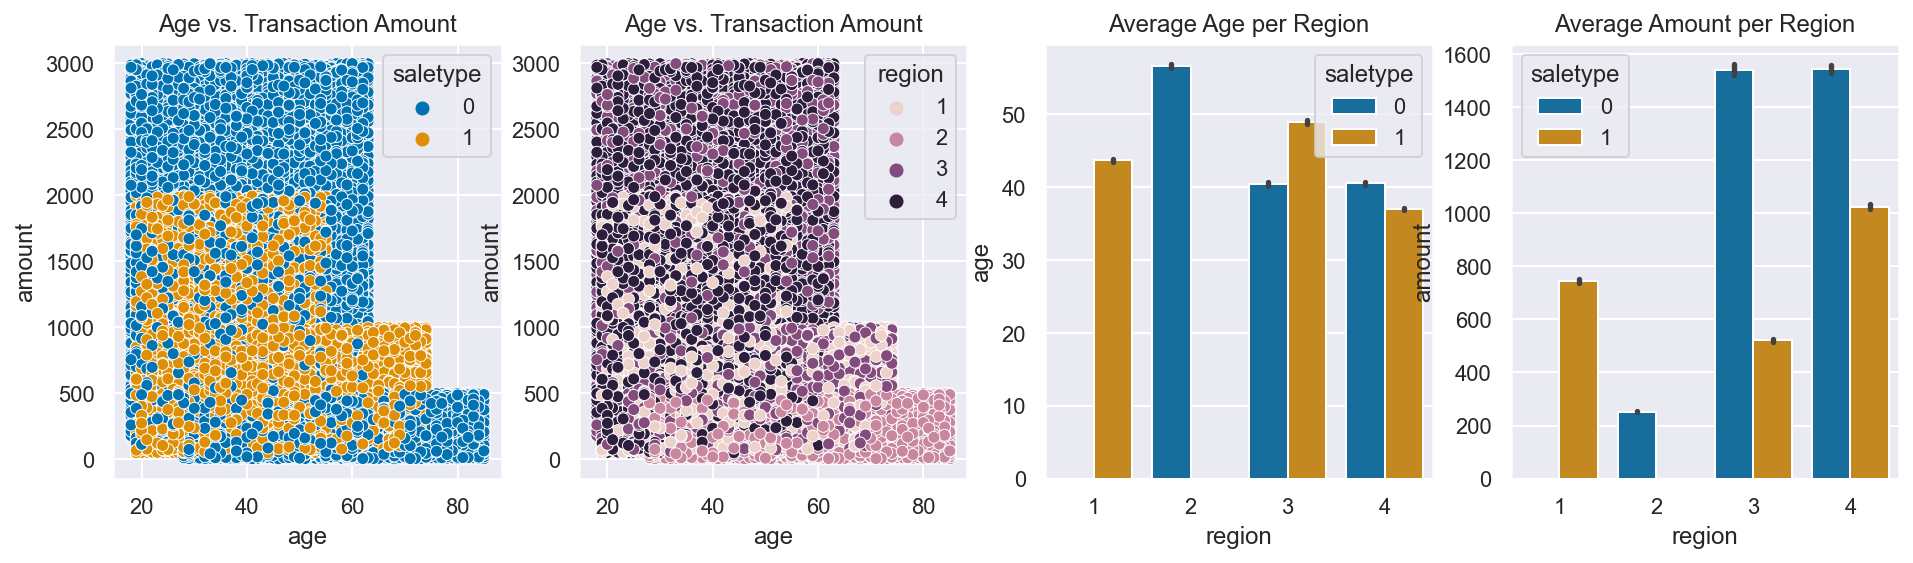 Age vs. Transaction Amount
3000
2500
2000
1500
1000
500
0
amount
20 40 60 80
age
saletype
0
1
Age vs. Transaction Amount
3000
2500
2000
1500
1000
500
0
amount
20 40 60 80
age
region
1
2
3
4
Average Age per Region
50
40
30
20
10
0
age
1 2 3 4
region
saletype
0
1
Average Amount per Region
1600
1400
1200
1000
800
600
400
200
0
amount
1 2 3 4
region
saletype
0
1